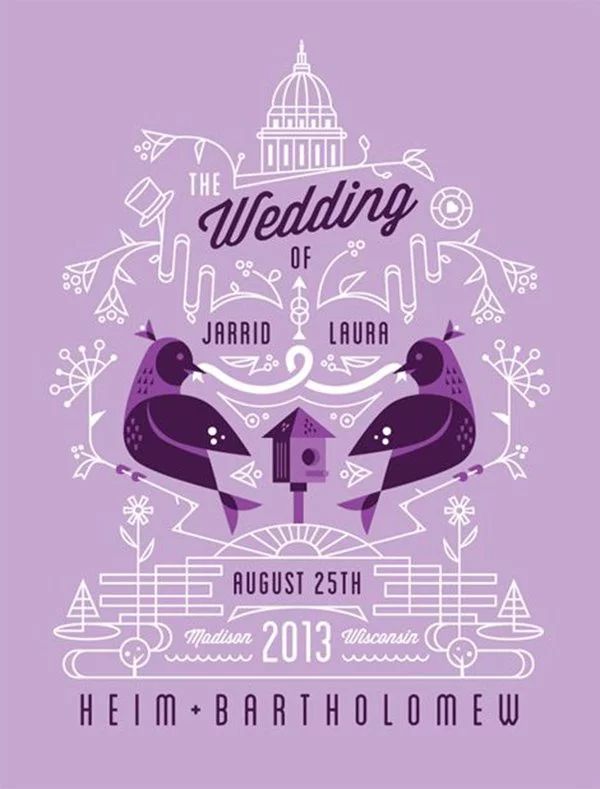 THE
Wedding
OF
JARRID LAURA
AUGUST 25TH
Madison 2013 Wisconsin
HEIM + BARTHOLOMEW